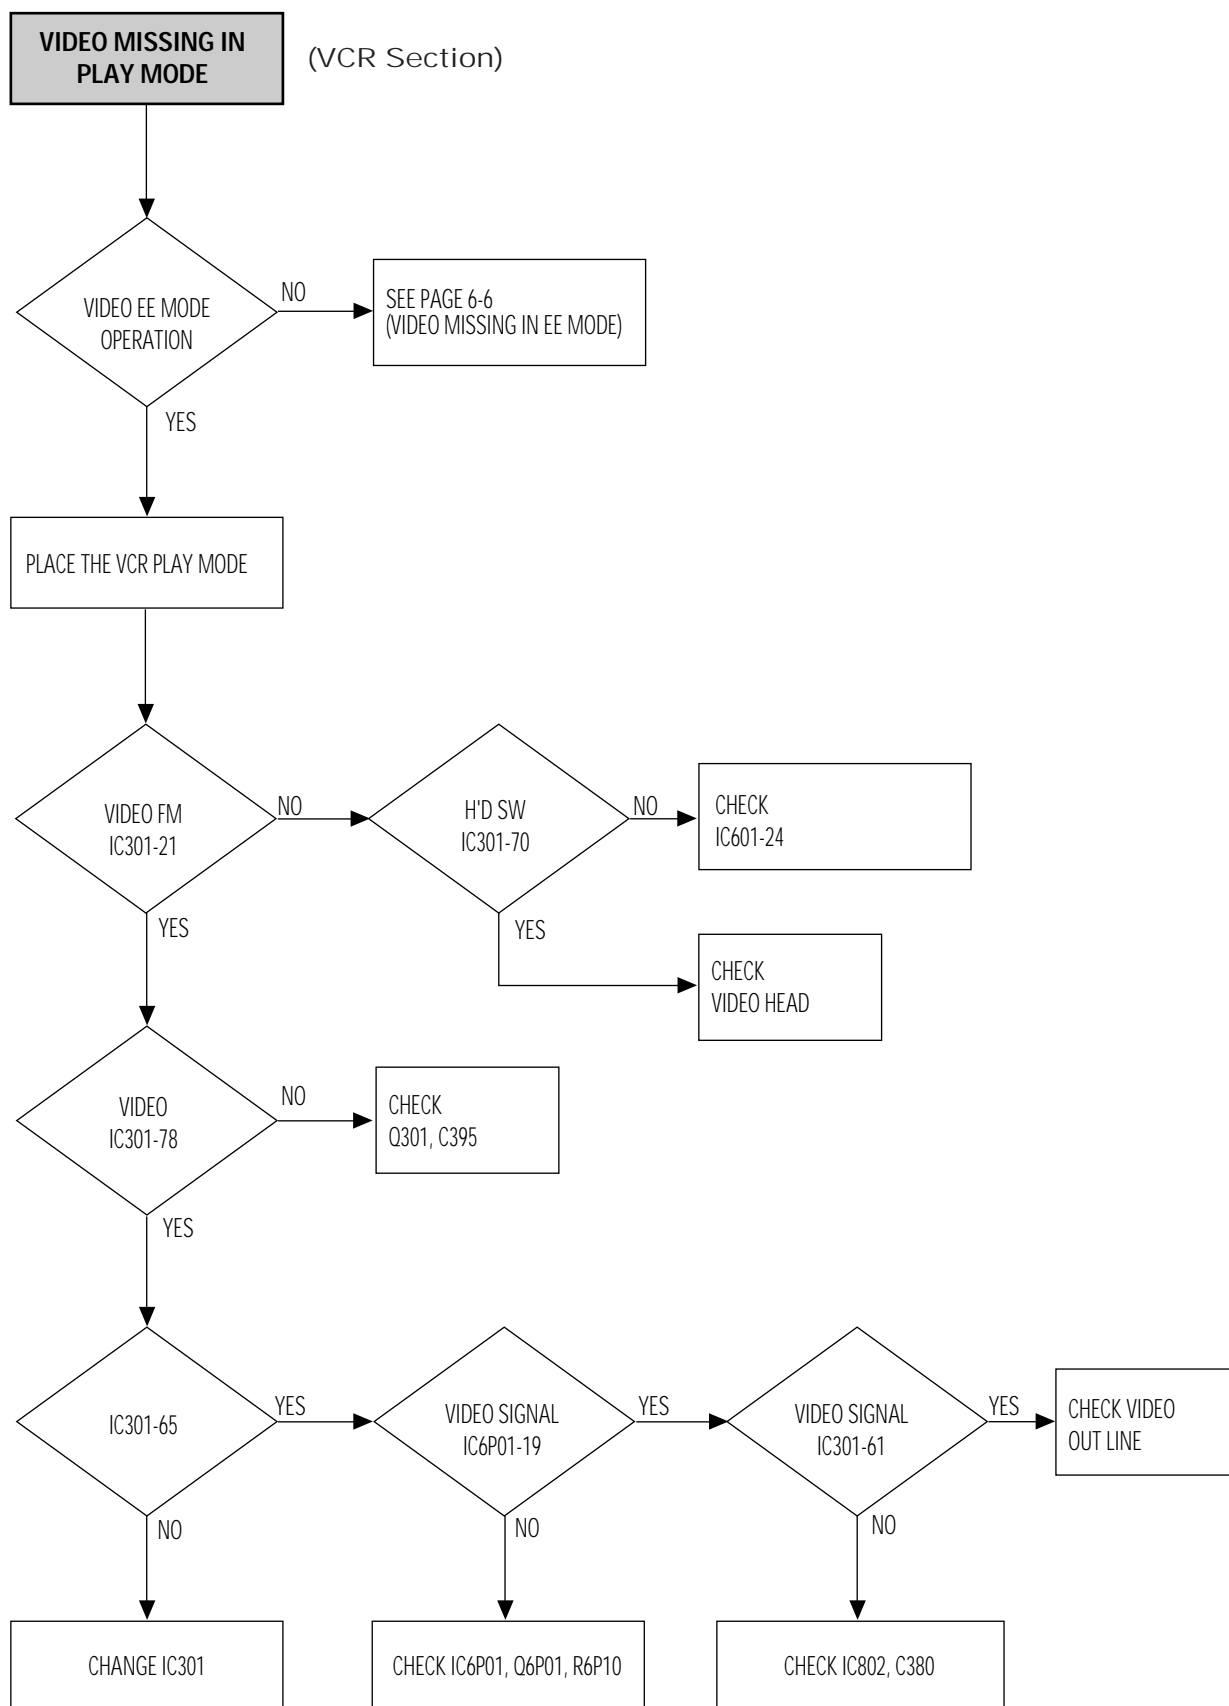 VIDEO MISSING IN
PLAY MODE
(VCR Section)
VIDEO EE MODE
OPERATION
NO
SEE PAGE 6-6
(VIDEO MISSING IN EE MODE)
YES
PLACE THE VCR PLAY MODE
VIDEO FM
IC301-21
NO
H'D SW
IC301-70
NO
CHECK
IC601-24
YES
YES
CHECK
VIDEO HEAD
VIDEO
IC301-78
NO
CHECK
Q301, C395
YES
IC301-65
YES
VIDEO SIGNAL
IC6P01-19
YES
VIDEO SIGNAL
IC301-61
YES
CHECK VIDEO
OUT LINE
NO
NO
NO
CHANGE IC301
CHECK IC6P01, Q6P01, R6P10
CHECK IC802, C380